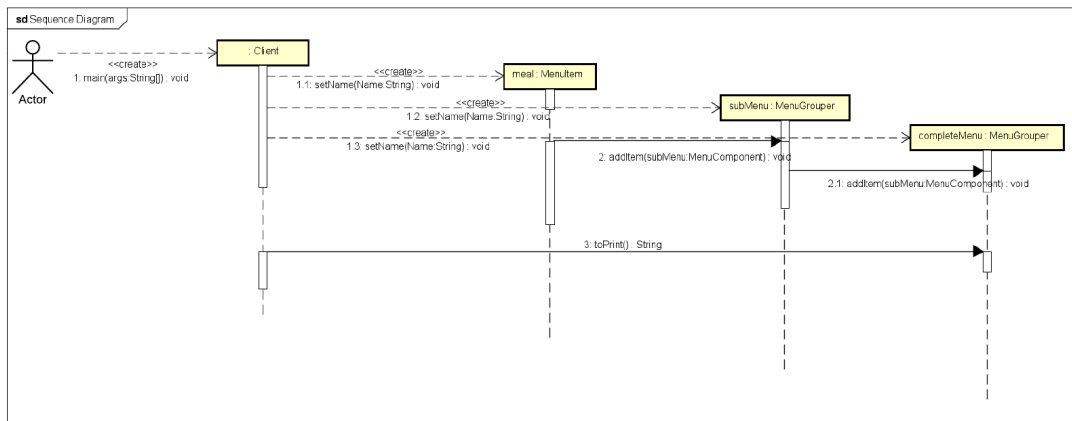 sd Sequence Diagram
: Client
<<create>>
1: main(args:String[]) : void
Actor
<<create>>
1.1: setName(Name:String) : void
meal : MenuItem
<<create>>
1.2: setName(Name:String) : void
subMenu : MenuGrouper
<<create>>
1.3: setName(Name:String) : void
completeMenu : MenuGrouper
2: addItem(subMenu:MenuComponent) : void
2.1: addItem(subMenu:MenuComponent) : void
3: toPrint() : String